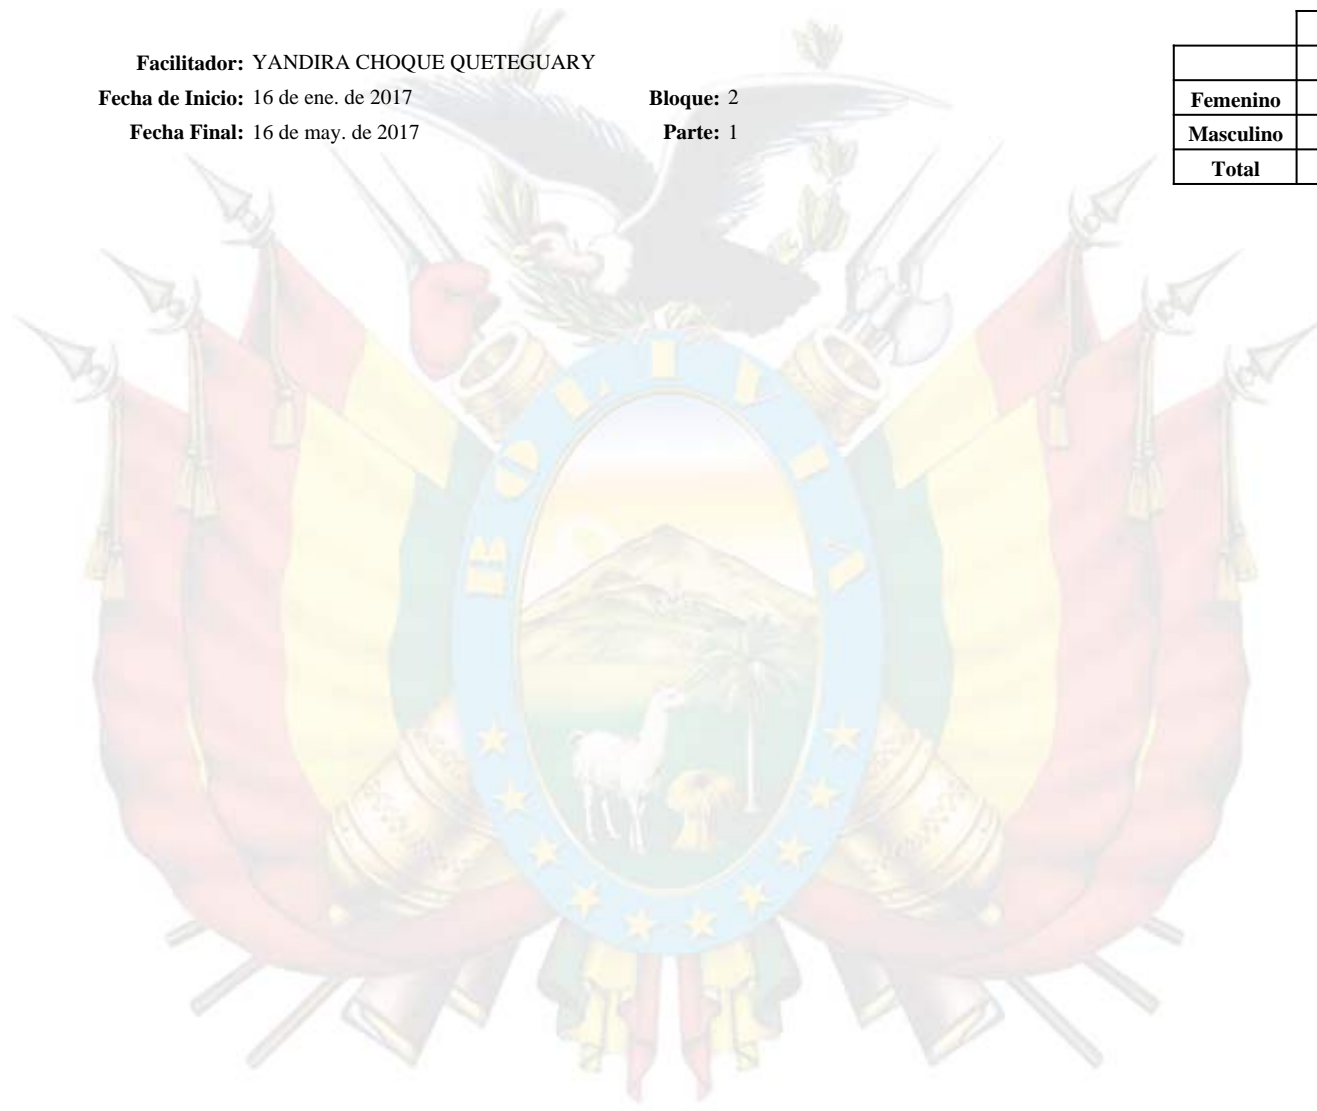 Facilitador: YANDIRA CHOQUE QUETEGUARY
Fecha de Inicio: 16 de ene. de 2017 Bloque: 2
Fecha Final: 16 de may. de 2017 Parte: 1
Femenino
Masculino
Total
BOLIVIA